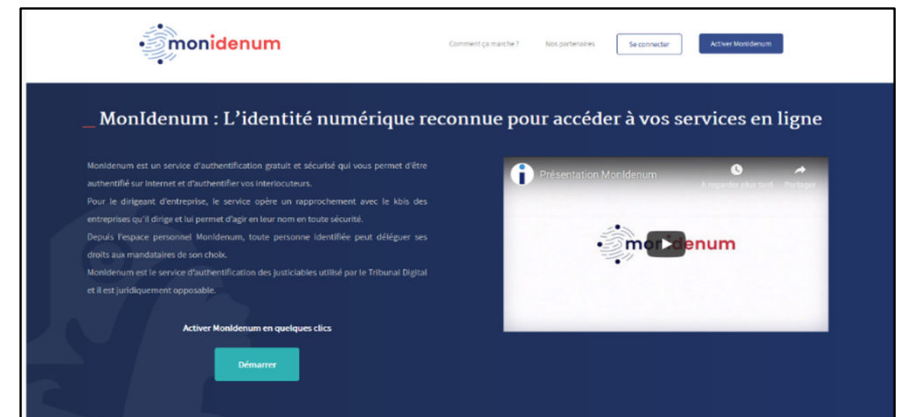 monidenum
Comment ça marche ? Nos partenaires Se connecter Activer MonIdenum
_ MonIdenum : L'identité numérique reconnue pour accéder à vos services en ligne
MonIdenum est un service d'authentification gratuit et sécurisé qui vous permet d'être
authentifié sur Internet et d'authentifier vos interlocuteurs.
Pour le dirigeant d'entreprise, le service opère un rapprochement avec le kbis des
entreprises qu'il dirige et lui permet d'agir en leur nom en toute sécurité.
Depuis l'espace personnel MonIdenum, toute personne identifiée peut déléguer ses
droits aux mandataires de son choix.
MonIdenum est le service d'authentification des justiciables utilisé par le Tribunal Digital
et il est juridiquement opposable.
Activer MonIdenum en quelques clics
Démarrer
Présentation MonIdenum
À regarder plus tard Partager
monidenum